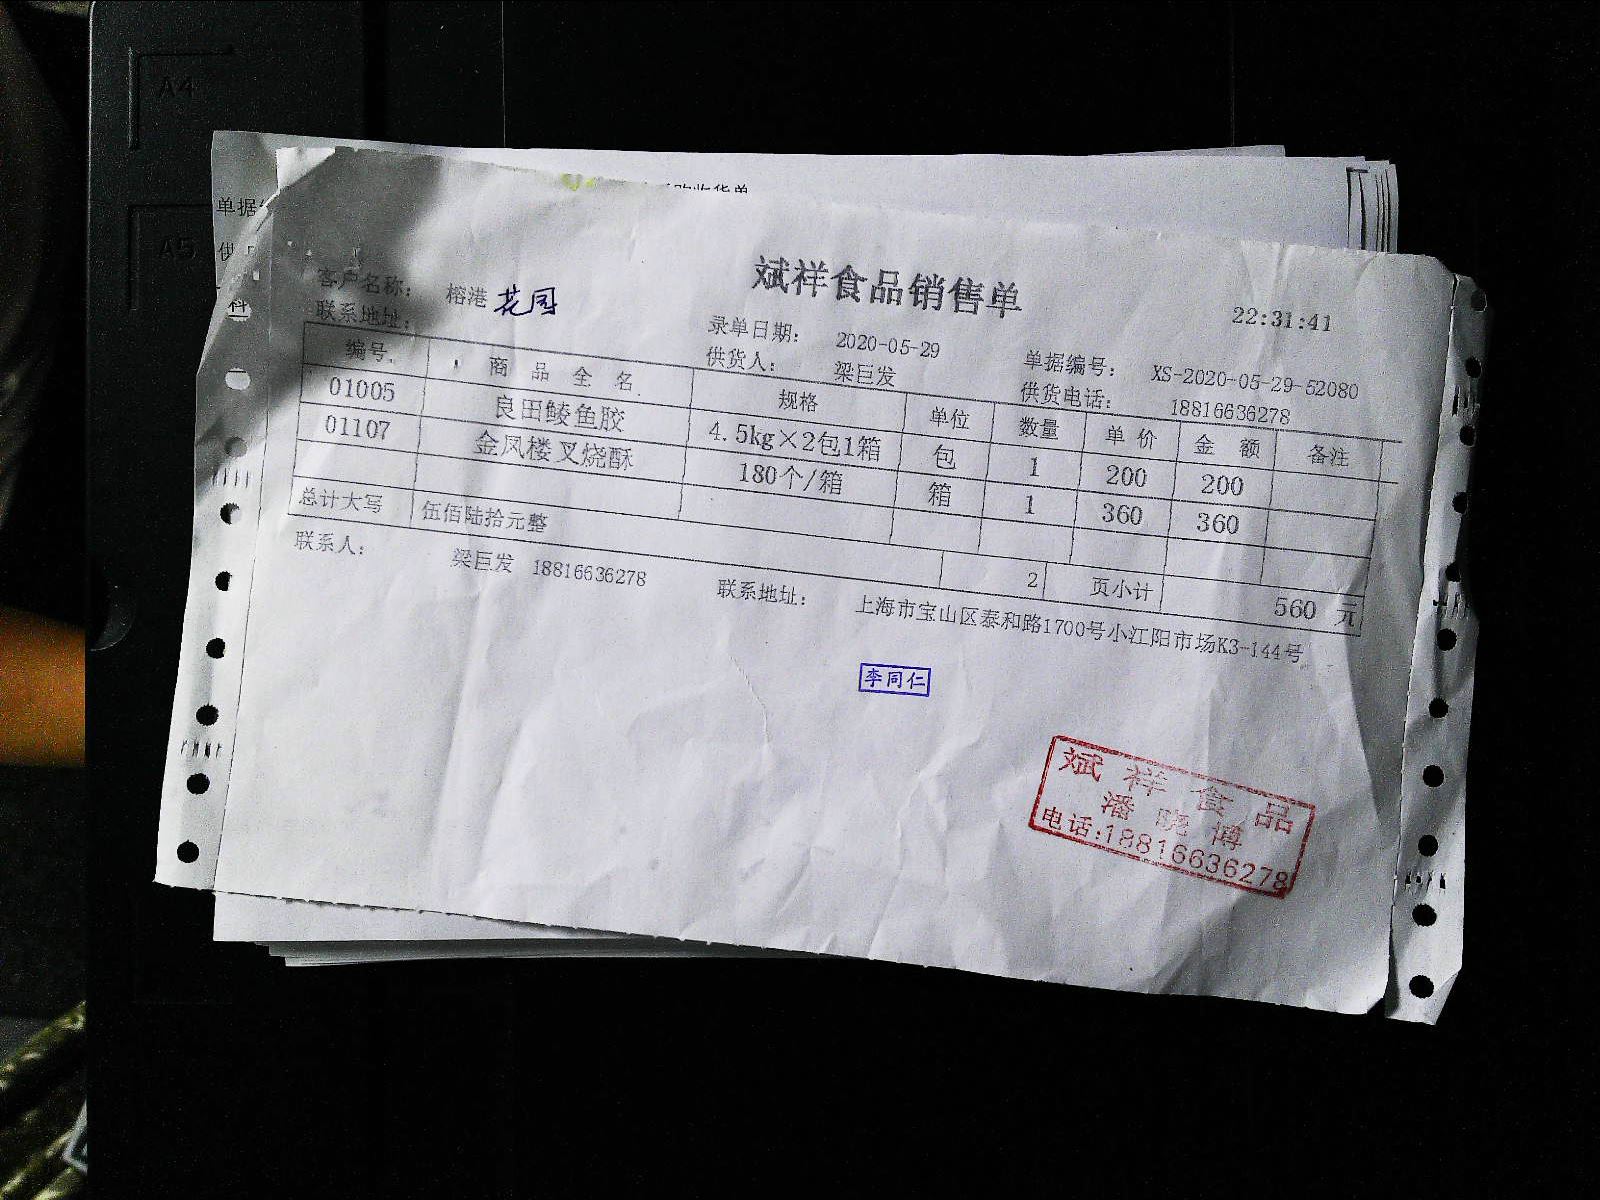 A4
A5
单据
供
科
收货单
斌祥食品销售单
22:31:41
客户名称: 榕港 花园
录单日期: 2020-05-29
单据编号: XS-2020-05-29-52080
联系地址:
供货人: 梁巨发
供货电话: 18816636278
编号 商品全名 规格 单位 数量 单价 金额 备注
01005 良田鲮鱼胶 4.5kg×2包1箱 包 1 200 200
01107 金凤楼叉烧酥 180个/箱 箱 1 360 360
总计大写 伍佰陆拾元整 2 页小计 560 元
联系人: 梁巨发 18816636278 联系地址: 上海市宝山区泰和路1700号小江阳市场K3-144号
李同仁
斌祥食品
潘晓博
电话:18816636278